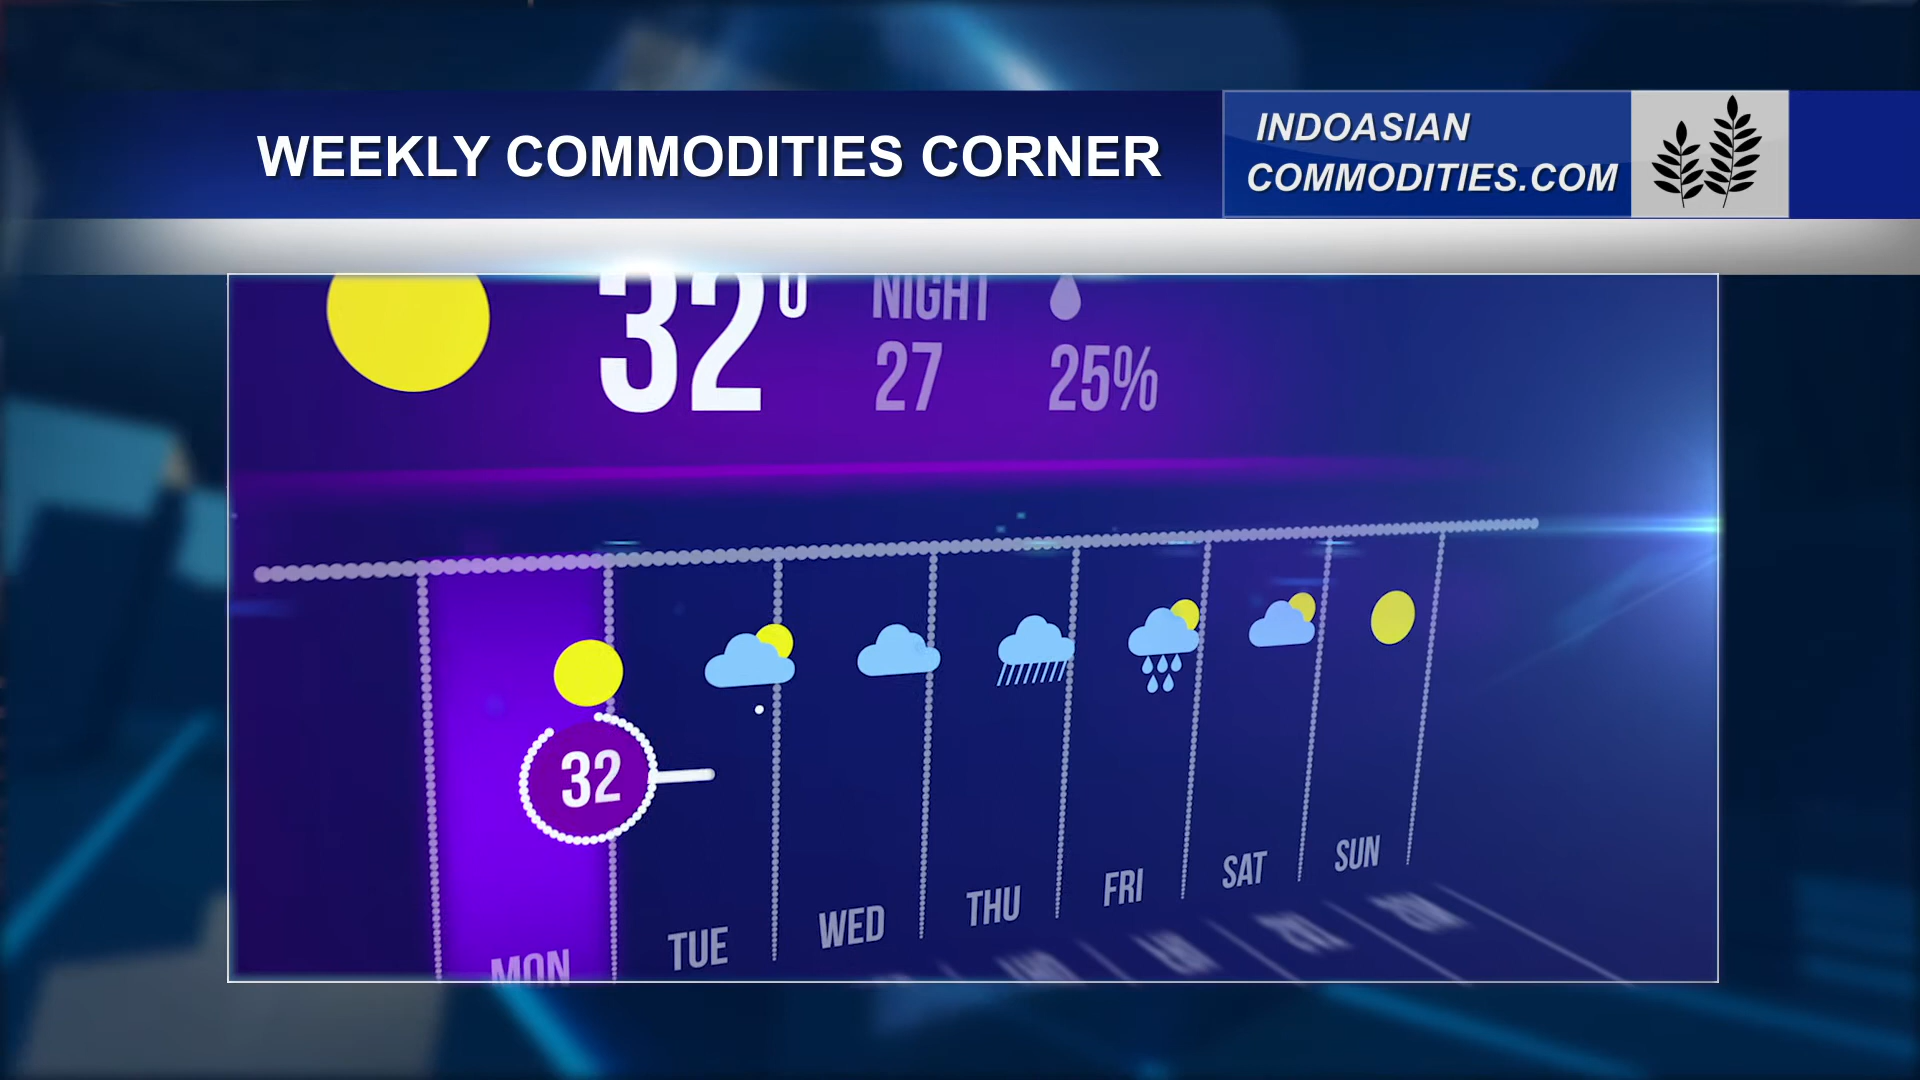 WEEKLY COMMODITIES CORNER
INDOASIAN
COMMODITIES.COM
32°
NIGHT
27
25%
32
MON
TUE
WED
THU
FRI
SAT
SUN